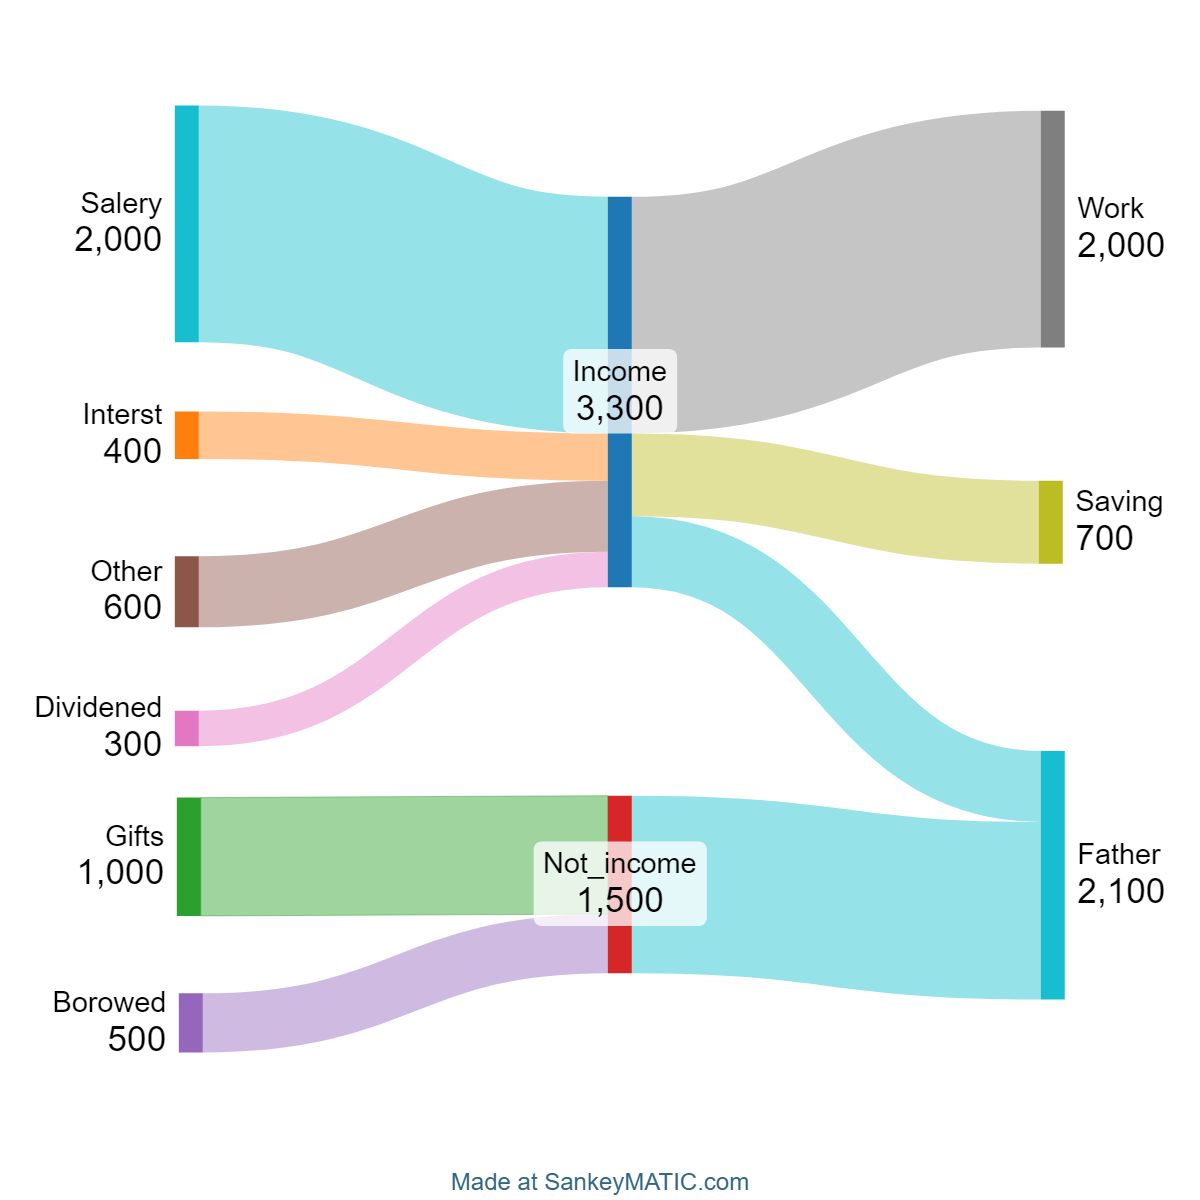 Salery
2,000
Interst
400
Other
600
Dividened
300
Gifts
1,000
Borowed
500
Income
3,300
Not_income
1,500
Work
2,000
Saving
700
Father
2,100
Made at SankeyMATIC.com